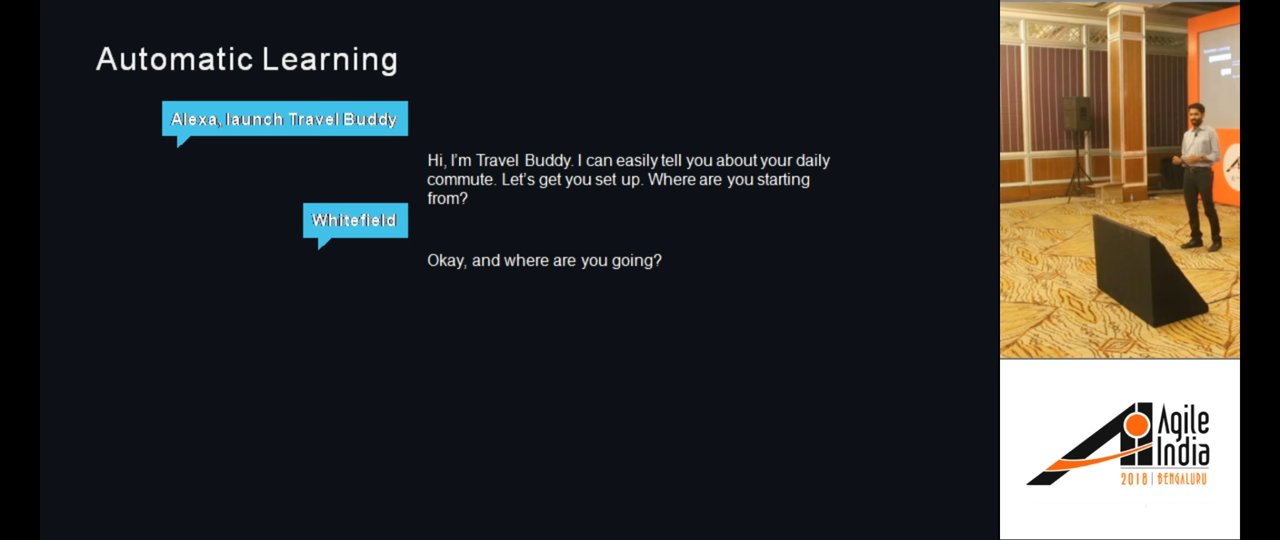 Automatic Learning
Alexa, launch Travel Buddy
Hi, I'm Travel Buddy. I can easily tell you about your daily
commute. Let's get you set up. Where are you starting
from?
Whitefield
Okay, and where are you going?
Agile
India
2018 | BENGALURU